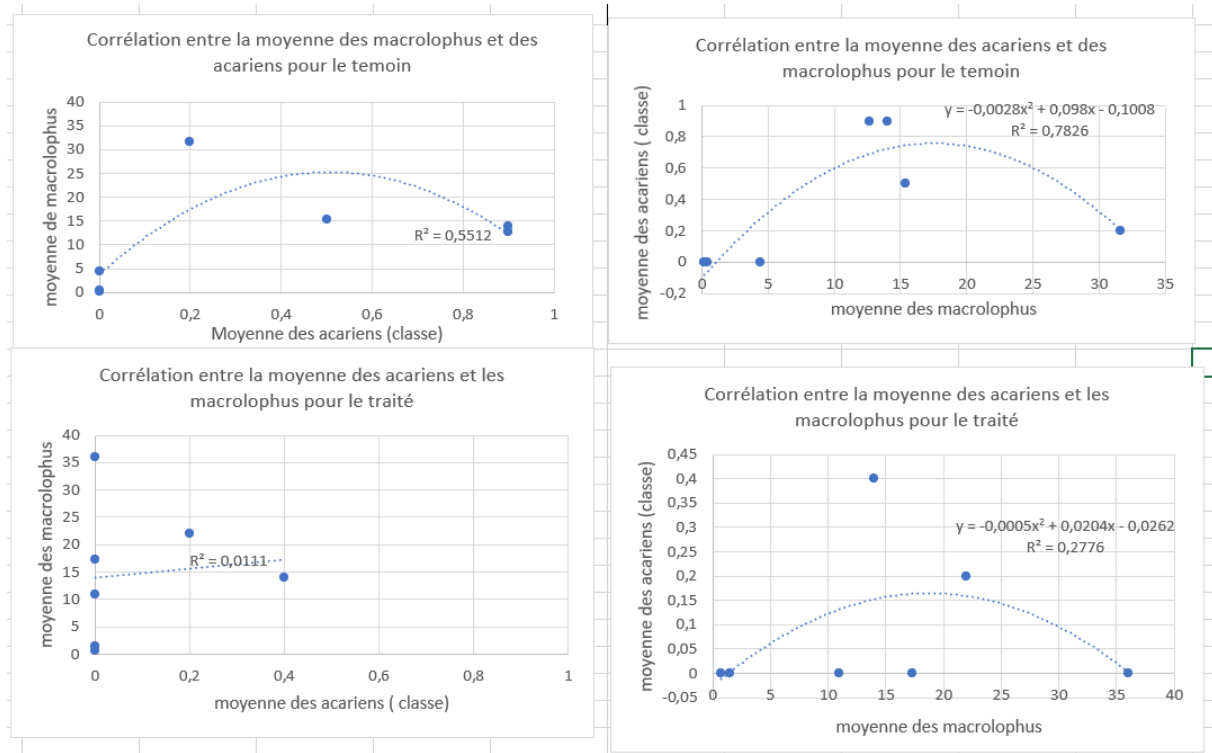 Corrélation entre la moyenne des macrolophus et des
acariens pour le temoin
moyenne de macrolophus
40
35
30
25
20
15
10
5
0
R² = 0,5512
0
0,2
0,4
0,6
0,8
1
Moyenne des acariens (classe)
Corrélation entre la moyenne des acariens et des
macrolophus pour le temoin
moyenne des acariens ( classe)
1
0,8
0,6
0,4
0,2
0
-0,2
y = -0,0028x² + 0,098x - 0,1008
R² = 0,7826
0
5
10
15
20
25
30
35
moyenne des macrolophus
Corrélation entre la moyenne des acariens et les
macrolophus pour le traité
moyenne des macrolophus
40
35
30
25
20
15
10
5
0
R² = 0,0111
0
0,2
0,4
0,6
0,8
1
moyenne des acariens ( classe)
Corrélation entre la moyenne des acariens et les
macrolophus pour le traité
moyenne des acariens (classe)
0,45
0,4
0,35
0,3
0,25
0,2
0,15
0,1
0,05
0
-0,05
y = -0,0005x² + 0,0204x - 0,0262
R² = 0,2776
0
5
10
15
20
25
30
35
40
moyenne des macrolophus